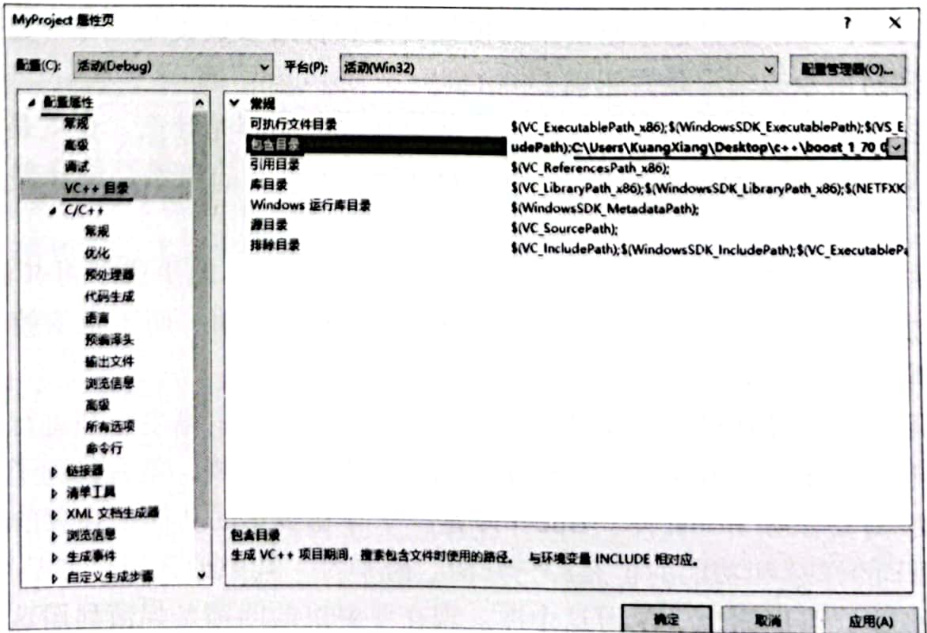 MyProject 属性页 ? ×
配置(C): 活动(Debug) 平台(P): 活动(Win32) 配置管理器(O)...
配置属性
常规
高级
调试
VC++ 目录
C/C++
常规
优化
预处理器
代码生成
语言
预编译头
输出文件
浏览信息
高级
所有选项
命令行
链接器
清单工具
XML 文档生成器
浏览信息
生成事件
自定义生成步骤
常规
可执行文件目录 $(VC_ExecutablePath_x86);$(WindowsSDK_ExecutablePath);$(VS_E
包含目录 udePath);C:\Users\KuangXiang\Desktop\c++\boost_1_70_0
引用目录 $(VC_ReferencesPath_x86);
库目录 $(VC_LibraryPath_x86);$(WindowsSDK_LibraryPath_x86);$(NETFXK
Windows 运行库目录 $(WindowsSDK_MetadataPath);
源目录 $(VC_SourcePath);
排除目录 $(VC_IncludePath);$(WindowsSDK_IncludePath);$(VC_ExecutablePa
包含目录
生成 VC++ 项目期间，搜索包含文件时使用的路径。 与环境变量 INCLUDE 相对应。
确定 取消 应用(A)